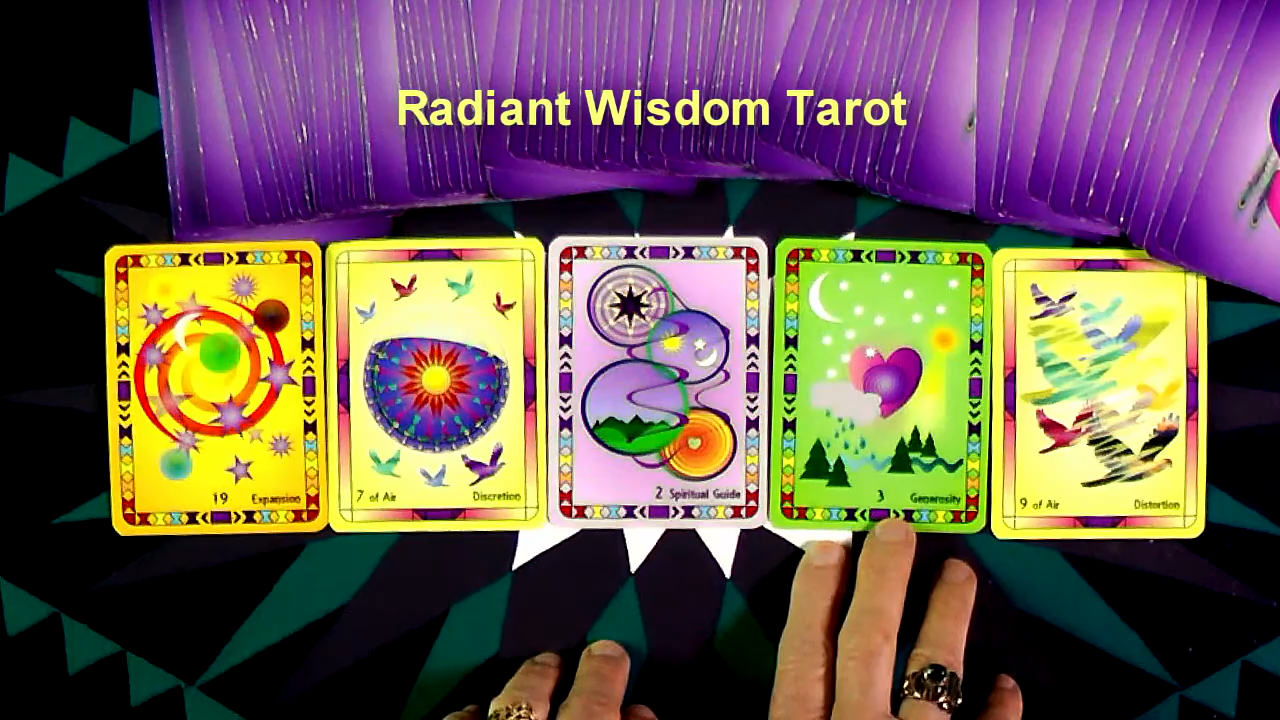 Radiant Wisdom Tarot
19 Expansion
7 of Air Discretion
2 Spiritual Guide
3 Generosity
9 of Air Distortion